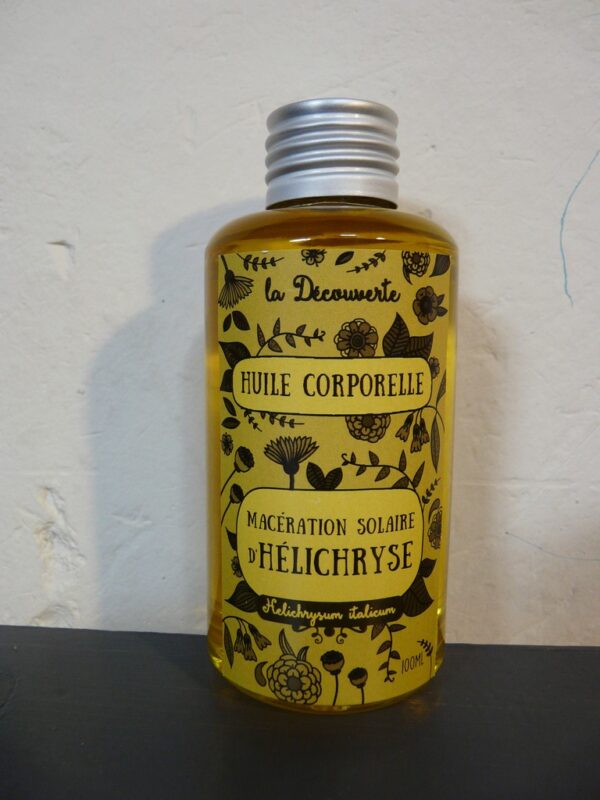 la Découverte
HUILE CORPORELLE
MACÉRATION SOLAIRE
D'HÉLICHRYSE
Helichrysum italicum
100ML